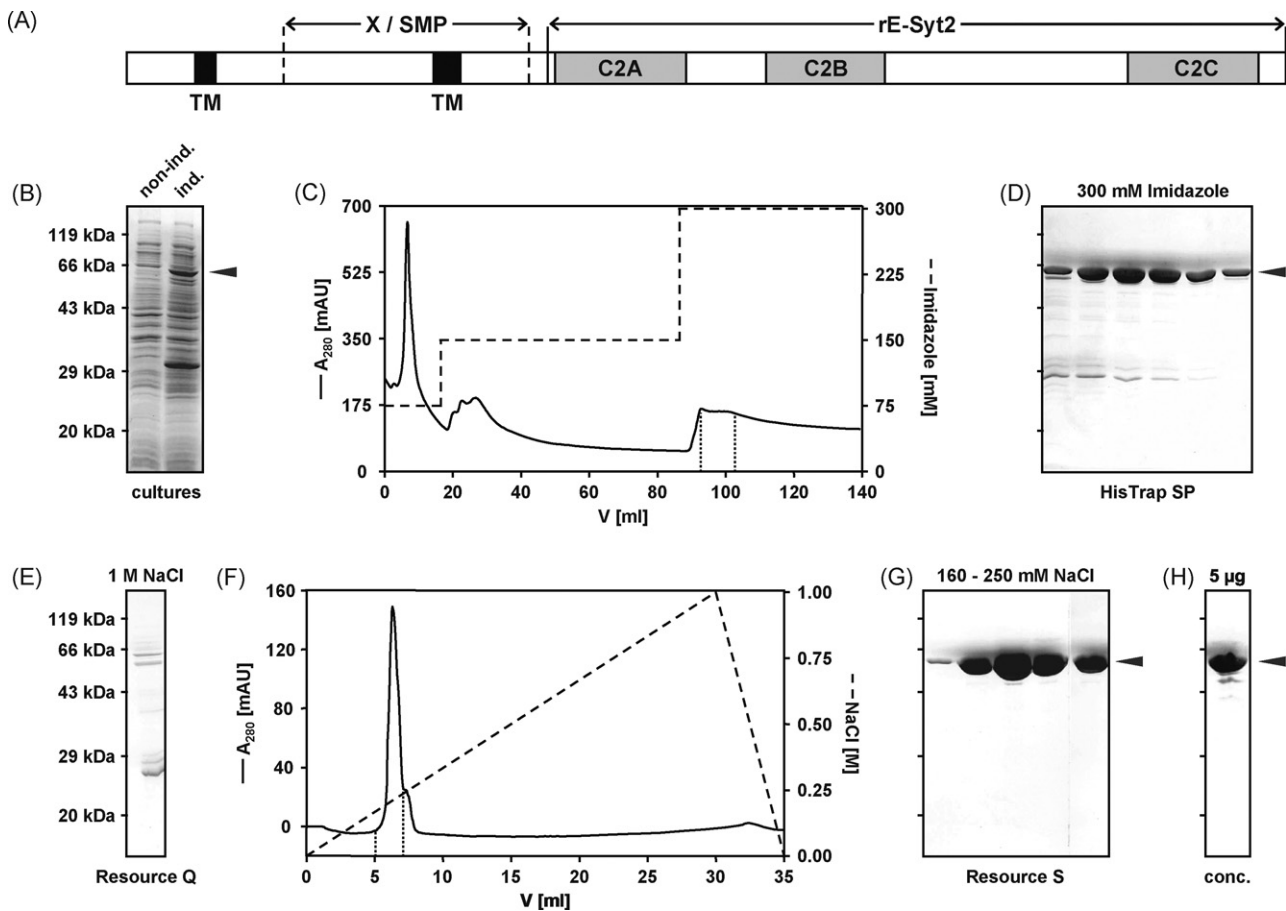 (A)
X / SMP
rE-Syt2
C2A
C2B
C2C
TM
TM
(B)
non-ind.
ind.
119 kDa
66 kDa
43 kDa
29 kDa
20 kDa
cultures
(C)
700
525
350
175
0
A280 [mAU]
300
225
150
75
0
Imidazole [mM]
0 20 40 60 80 100 120 140
V [ml]
(D)
300 mM Imidazole
HisTrap SP
(E)
1 M NaCl
119 kDa
66 kDa
43 kDa
29 kDa
20 kDa
Resource Q
(F)
160
120
80
40
0
A280 [mAU]
1.00
0.75
0.50
0.25
0.00
NaCl [M]
0 5 10 15 20 25 30 35
V [ml]
(G)
160 - 250 mM NaCl
Resource S
(H)
5 µg
conc.